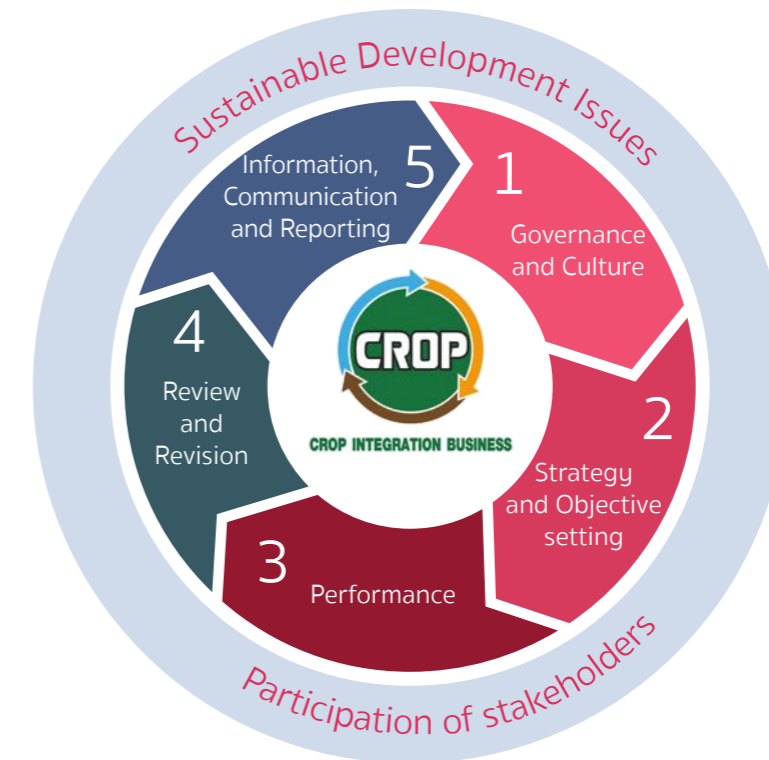 Sustainable Development Issues
1
Governance
and Culture
2
Strategy
and Objective
setting
3
Performance
4
Review
and
Revision
5
Information,
Communication
and Reporting
CROP
CROP INTEGRATION BUSINESS
Participation of stakeholders